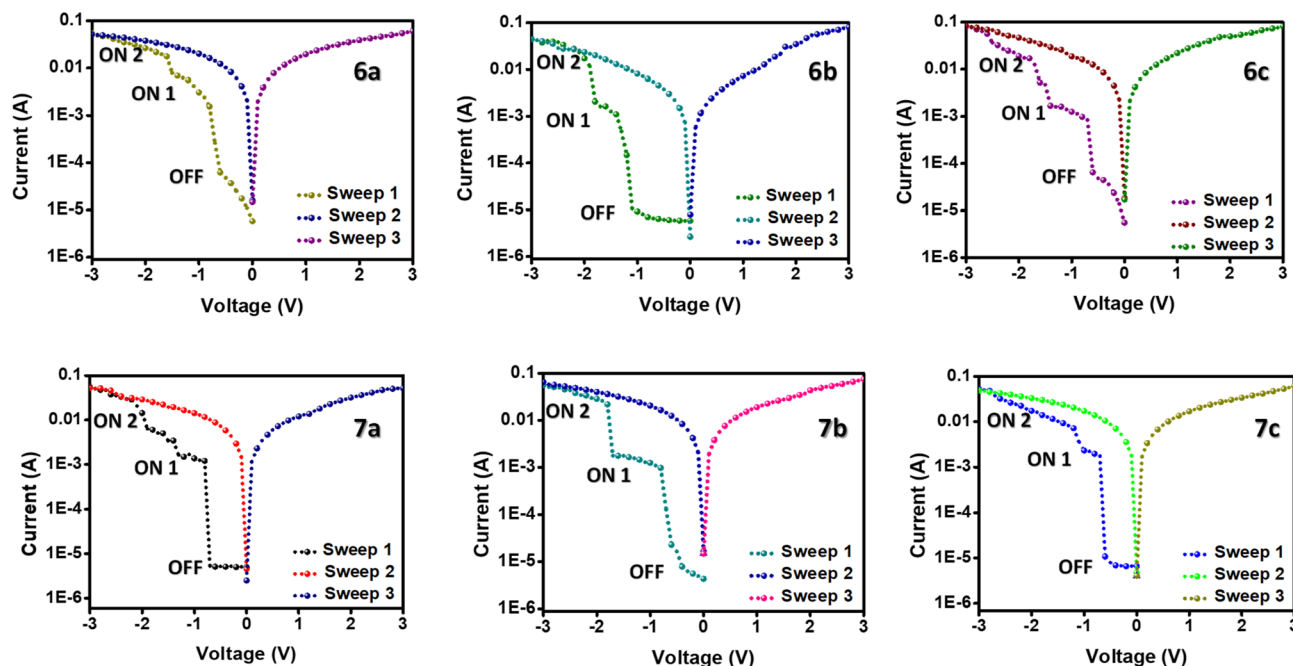 0.1
0.01
1E-3
1E-4
1E-5
1E-6
Current (A)
-3 -2 -1 0 1 2 3
Voltage (V)
6a
ON 2
ON 1
OFF
Sweep 1
Sweep 2
Sweep 3
0.1
0.01
1E-3
1E-4
1E-5
1E-6
Current (A)
-3 -2 -1 0 1 2 3
Voltage (V)
6b
ON 2
ON 1
OFF
Sweep 1
Sweep 2
Sweep 3
0.1
0.01
1E-3
1E-4
1E-5
1E-6
Current (A)
-3 -2 -1 0 1 2 3
Voltage (V)
6c
ON 2
ON 1
OFF
Sweep 1
Sweep 2
Sweep 3
0.1
0.01
1E-3
1E-4
1E-5
1E-6
Current (A)
-3 -2 -1 0 1 2 3
Voltage (V)
7a
ON 2
ON 1
OFF
Sweep 1
Sweep 2
Sweep 3
0.1
0.01
1E-3
1E-4
1E-5
1E-6
Current (A)
-3 -2 -1 0 1 2 3
Voltage (V)
7b
ON 2
ON 1
OFF
Sweep 1
Sweep 2
Sweep 3
0.1
0.01
1E-3
1E-4
1E-5
1E-6
Current (A)
-3 -2 -1 0 1 2 3
Voltage (V)
7c
ON 2
ON 1
OFF
Sweep 1
Sweep 2
Sweep 3